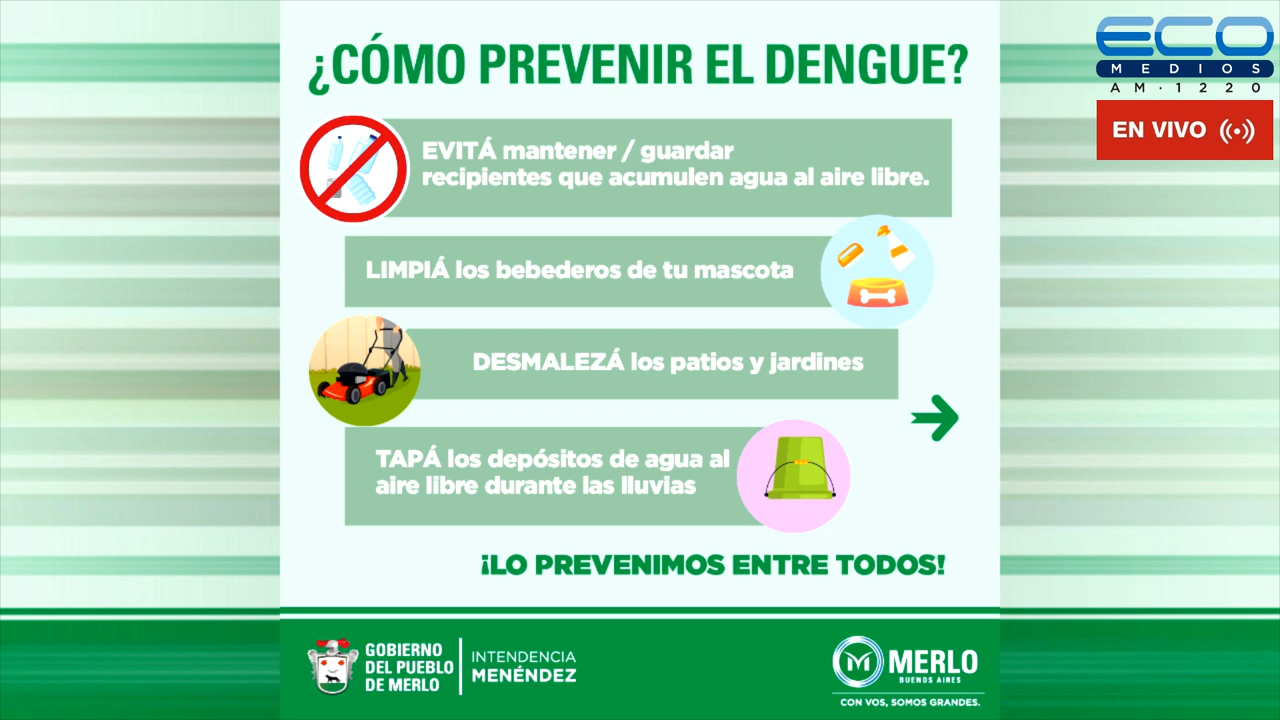 ¿CÓMO PREVENIR EL DENGUE?
ECO
MEDIOS
AM·1220
EN VIVO
EVITÁ mantener / guardar
recipientes que acumulen agua al aire libre.
LIMPIÁ los bebederos de tu mascota
DESMALEZÁ los patios y jardines
TAPÁ los depósitos de agua al
aire libre durante las lluvias
¡LO PREVENIMOS ENTRE TODOS!
GOBIERNO
DEL PUEBLO
DE MERLO
INTENDENCIA
MENÉNDEZ
MERLO
BUENOS AIRES
CON VOS, SOMOS GRANDES.